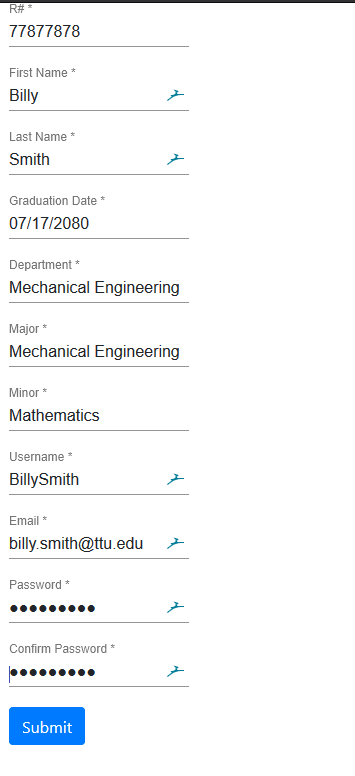 R# *
77877878
First Name *
Billy
Last Name *
Smith
Graduation Date *
07/17/2080
Department *
Mechanical Engineering
Major *
Mechanical Engineering
Minor *
Mathematics
Username *
BillySmith
Email *
billy.smith@ttu.edu
Password *
●●●●●●●●●
Confirm Password *
●●●●●●●●●
Submit